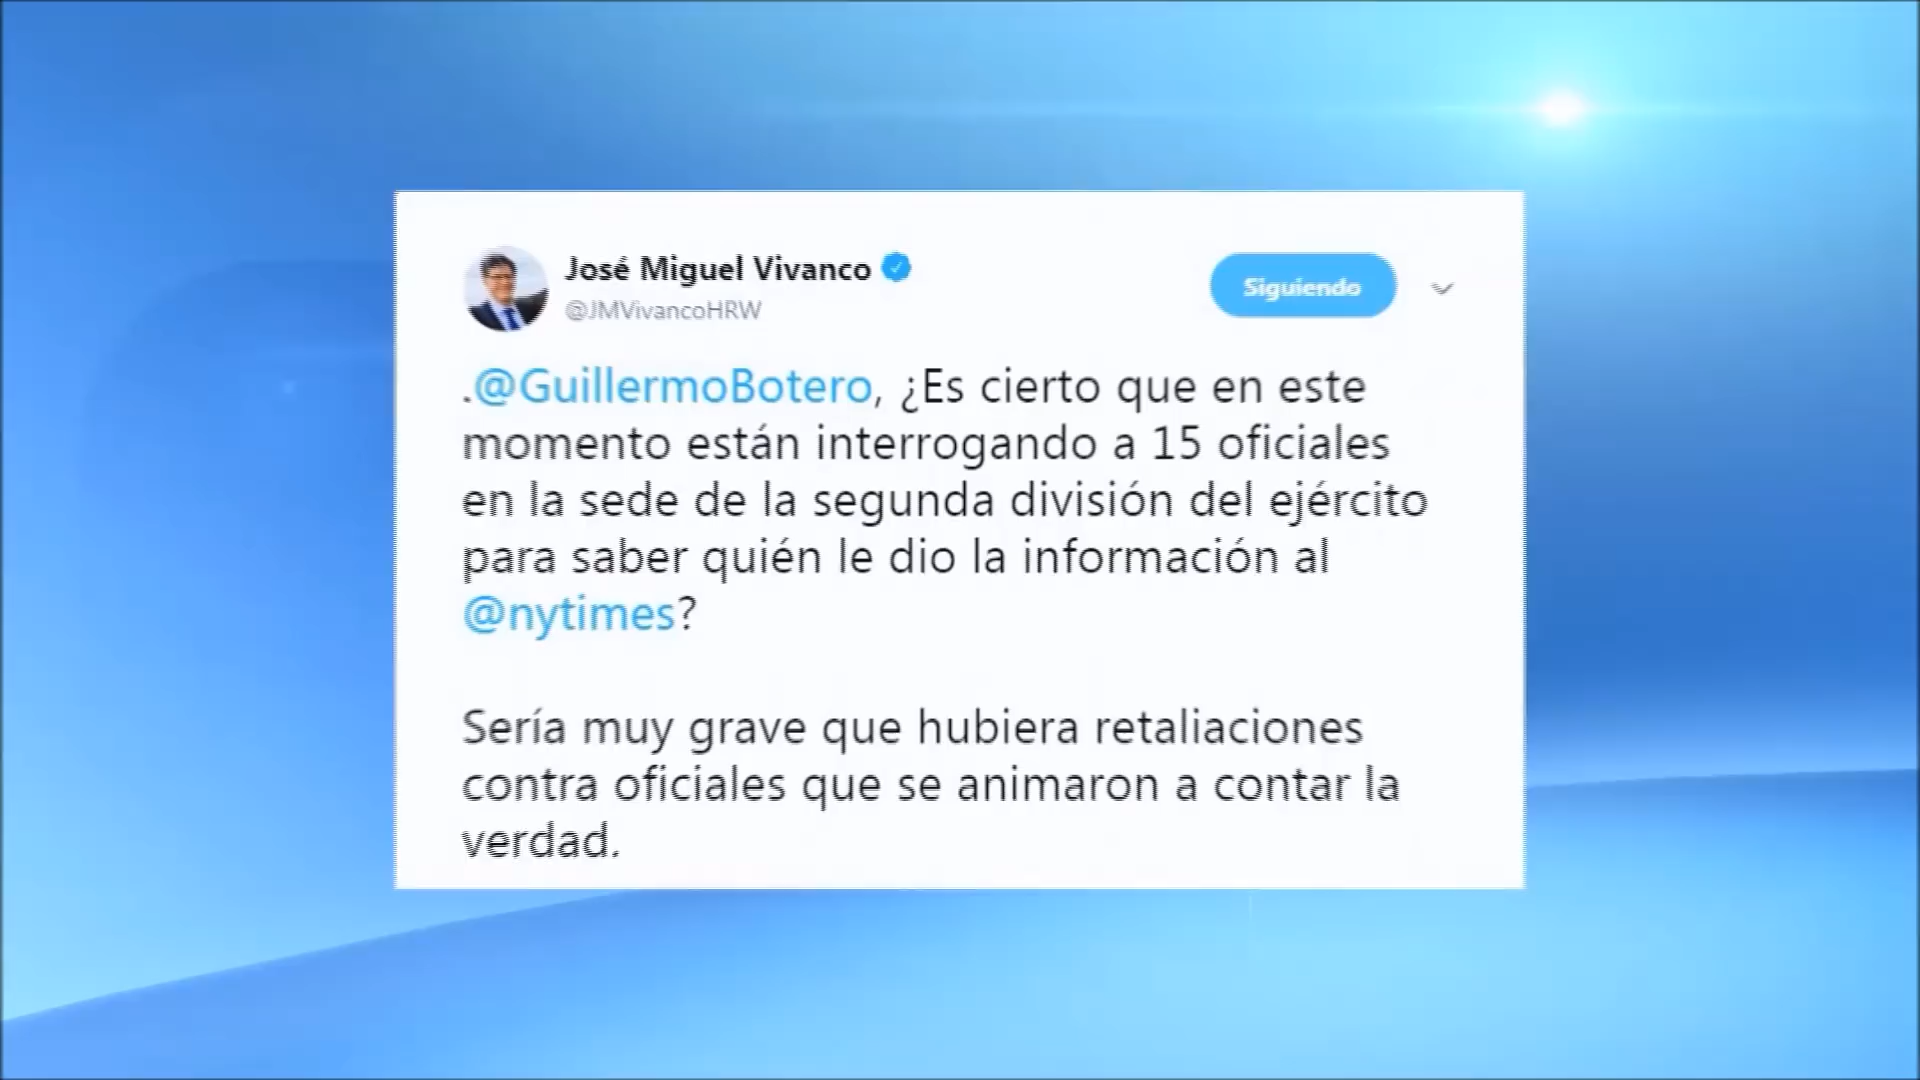 José Miguel Vivanco
@JMVivancoHRW
Siguiendo
.@GuillermoBotero, ¿Es cierto que en este
momento están interrogando a 15 oficiales
en la sede de la segunda división del ejército
para saber quién le dio la información al
@nytimes?
Sería muy grave que hubiera retaliaciones
contra oficiales que se animaron a contar la
verdad.